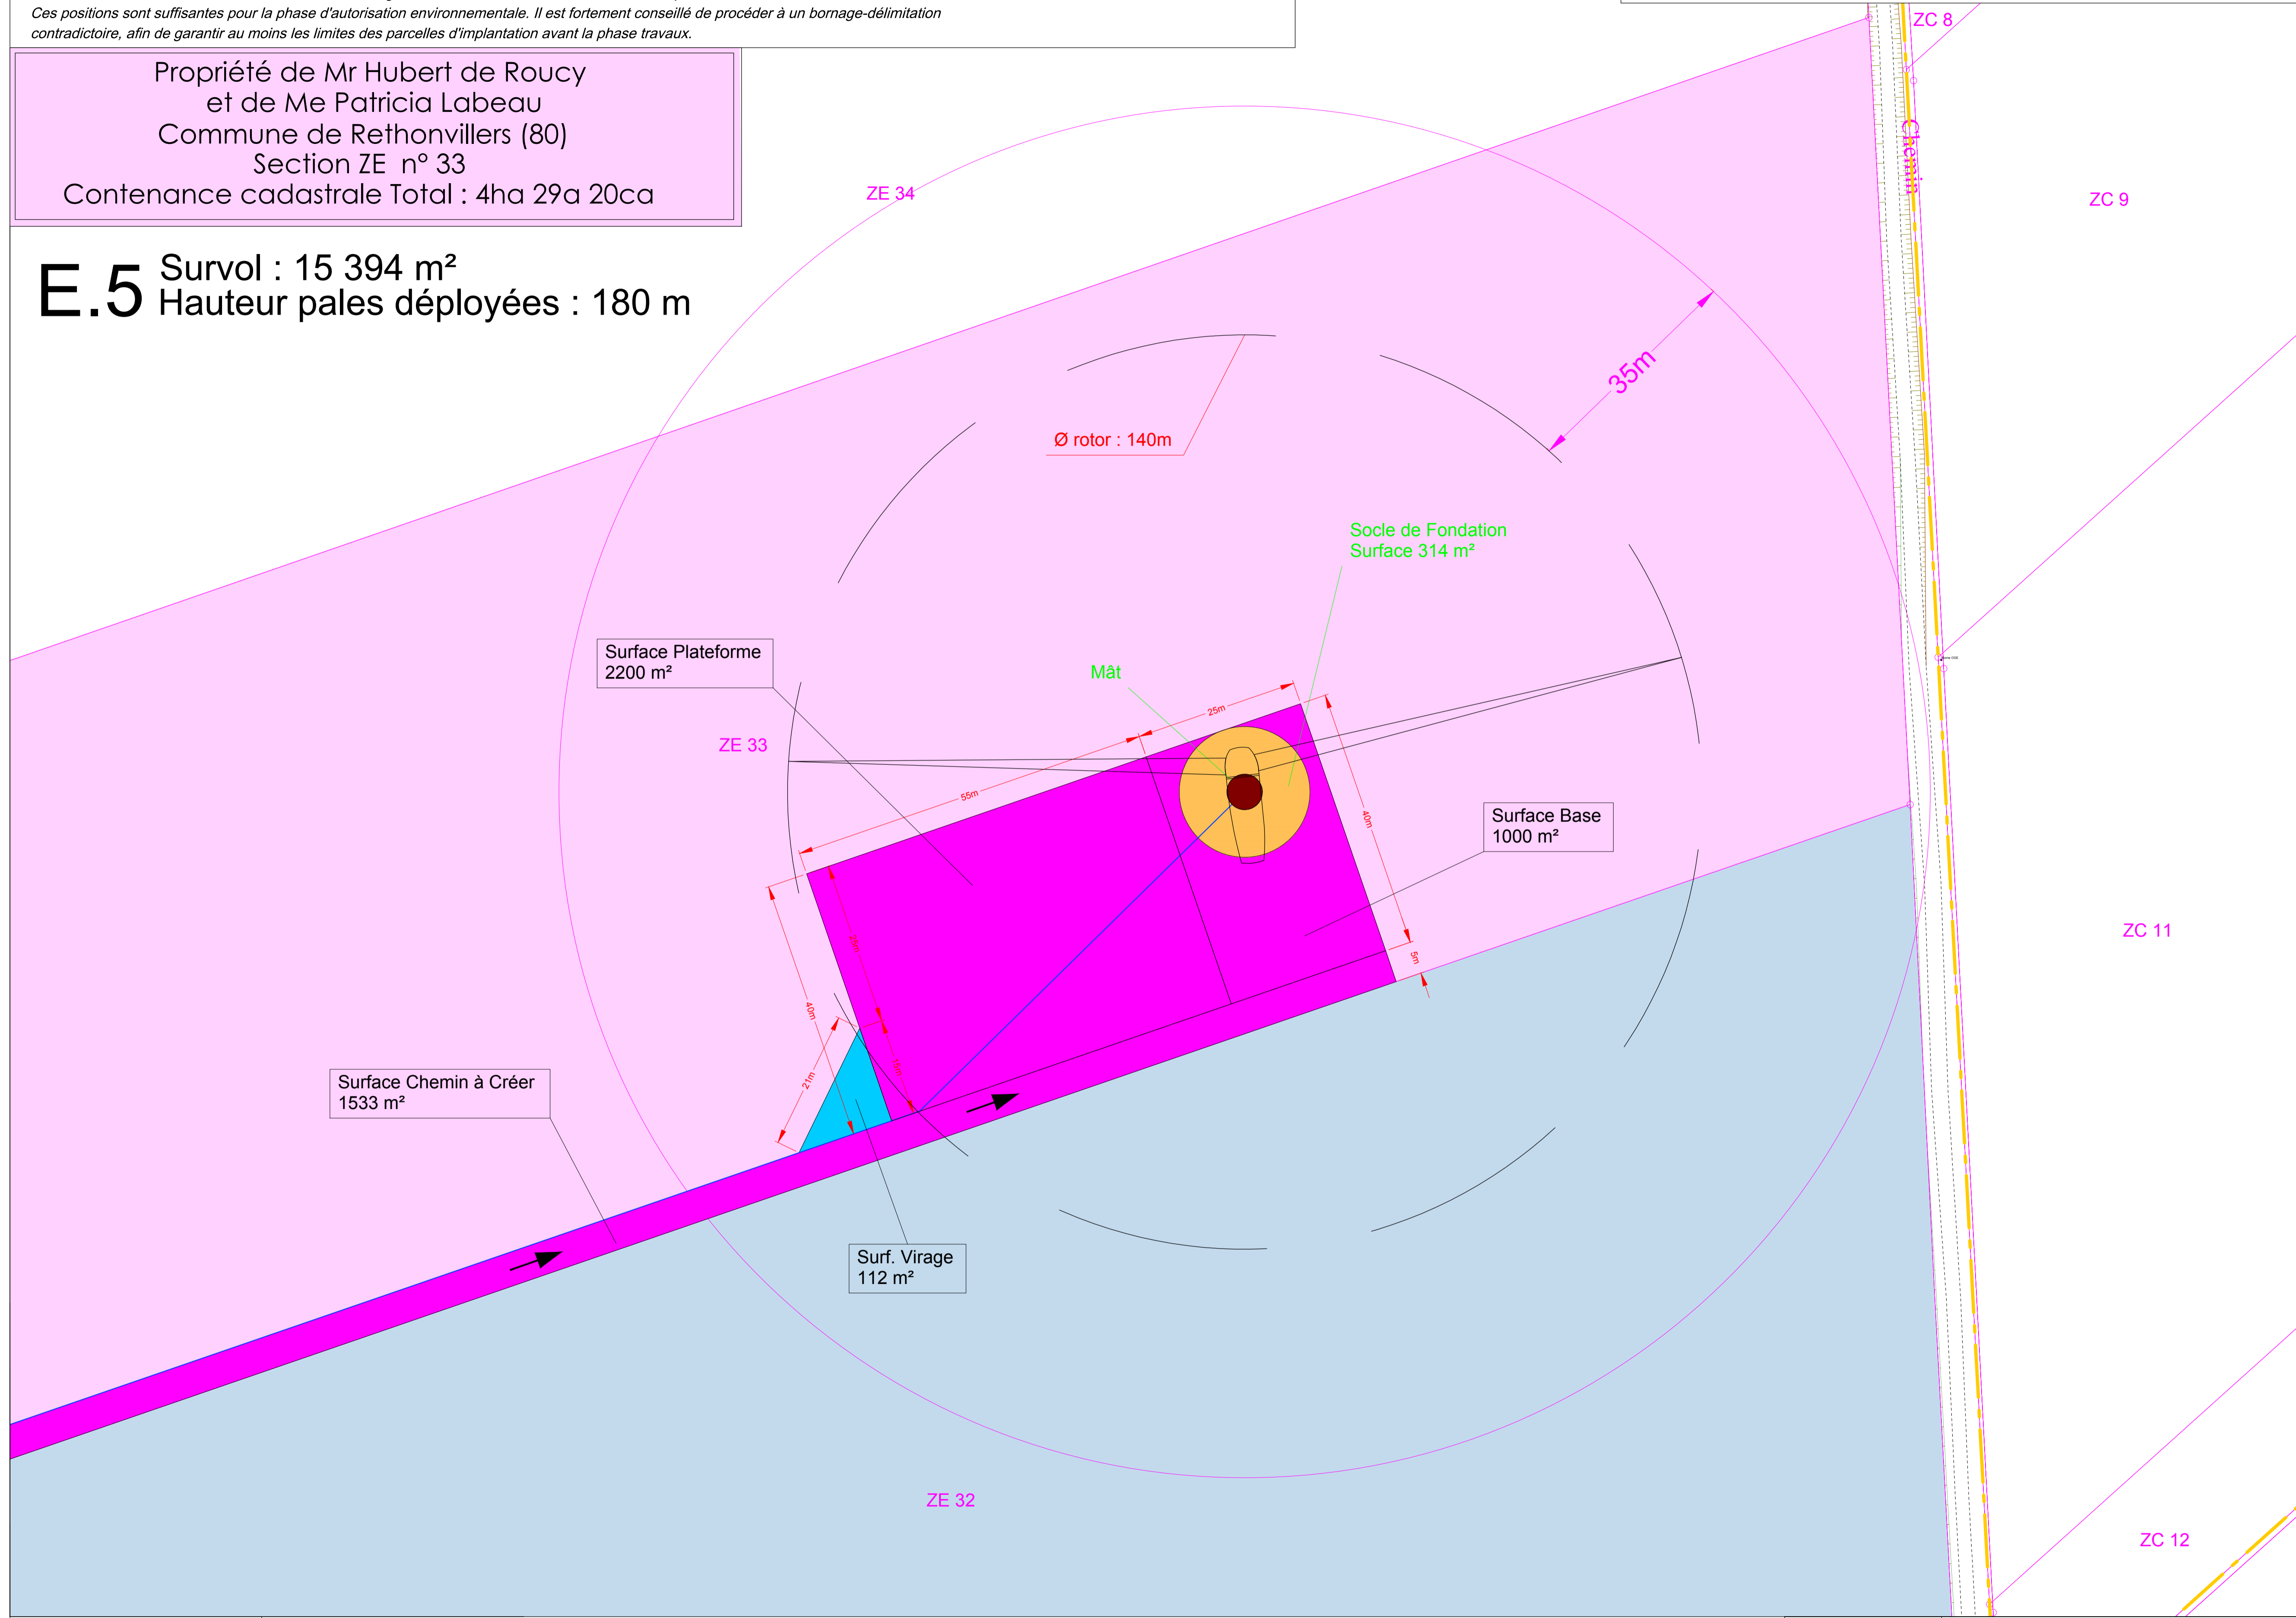 Ces positions sont suffisantes pour la phase d'autorisation environnementale. Il est fortement conseillé de procéder à un bornage-délimitation
contradictoire, afin de garantir au moins les limites des parcelles d'implantation avant la phase travaux.
Propriété de Mr Hubert de Roucy
et de Me Patricia Labeau
Commune de Rethonvillers (80)
Section ZE n° 33
Contenance cadastrale Total : 4ha 29a 20ca
E.5
Survol : 15 394 m²
Hauteur pales déployées : 180 m
ZC 8
Chemin
ZE 34
ZC 9
35m
Ø rotor : 140m
Socle de Fondation
Surface 314 m²
Surface Plateforme
2200 m²
Mât
25m
ZE 33
55m
40m
Surface Base
1000 m²
ZC 11
25m
5m
40m
15m
21m
Surface Chemin à Créer
1533 m²
Surf. Virage
112 m²
ZE 32
ZC 12